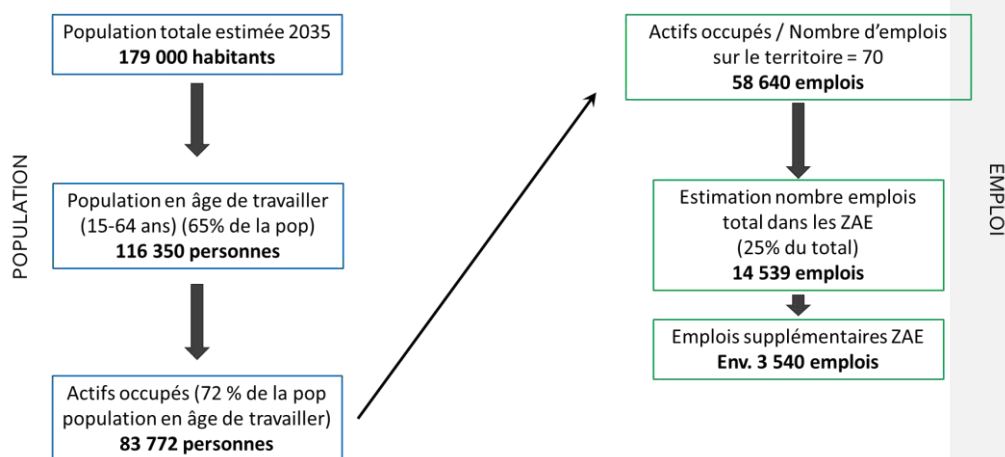 POPULATION
Population totale estimée 2035
179 000 habitants
Population en âge de travailler
(15-64 ans) (65% de la pop)
116 350 personnes
Actifs occupés (72 % de la pop
population en âge de travailler)
83 772 personnes
Actifs occupés / Nombre d'emplois
sur le territoire = 70
58 640 emplois
Estimation nombre emplois
total dans les ZAE
(25% du total)
14 539 emplois
Emplois supplémentaires ZAE
Env. 3 540 emplois
EMPLOI